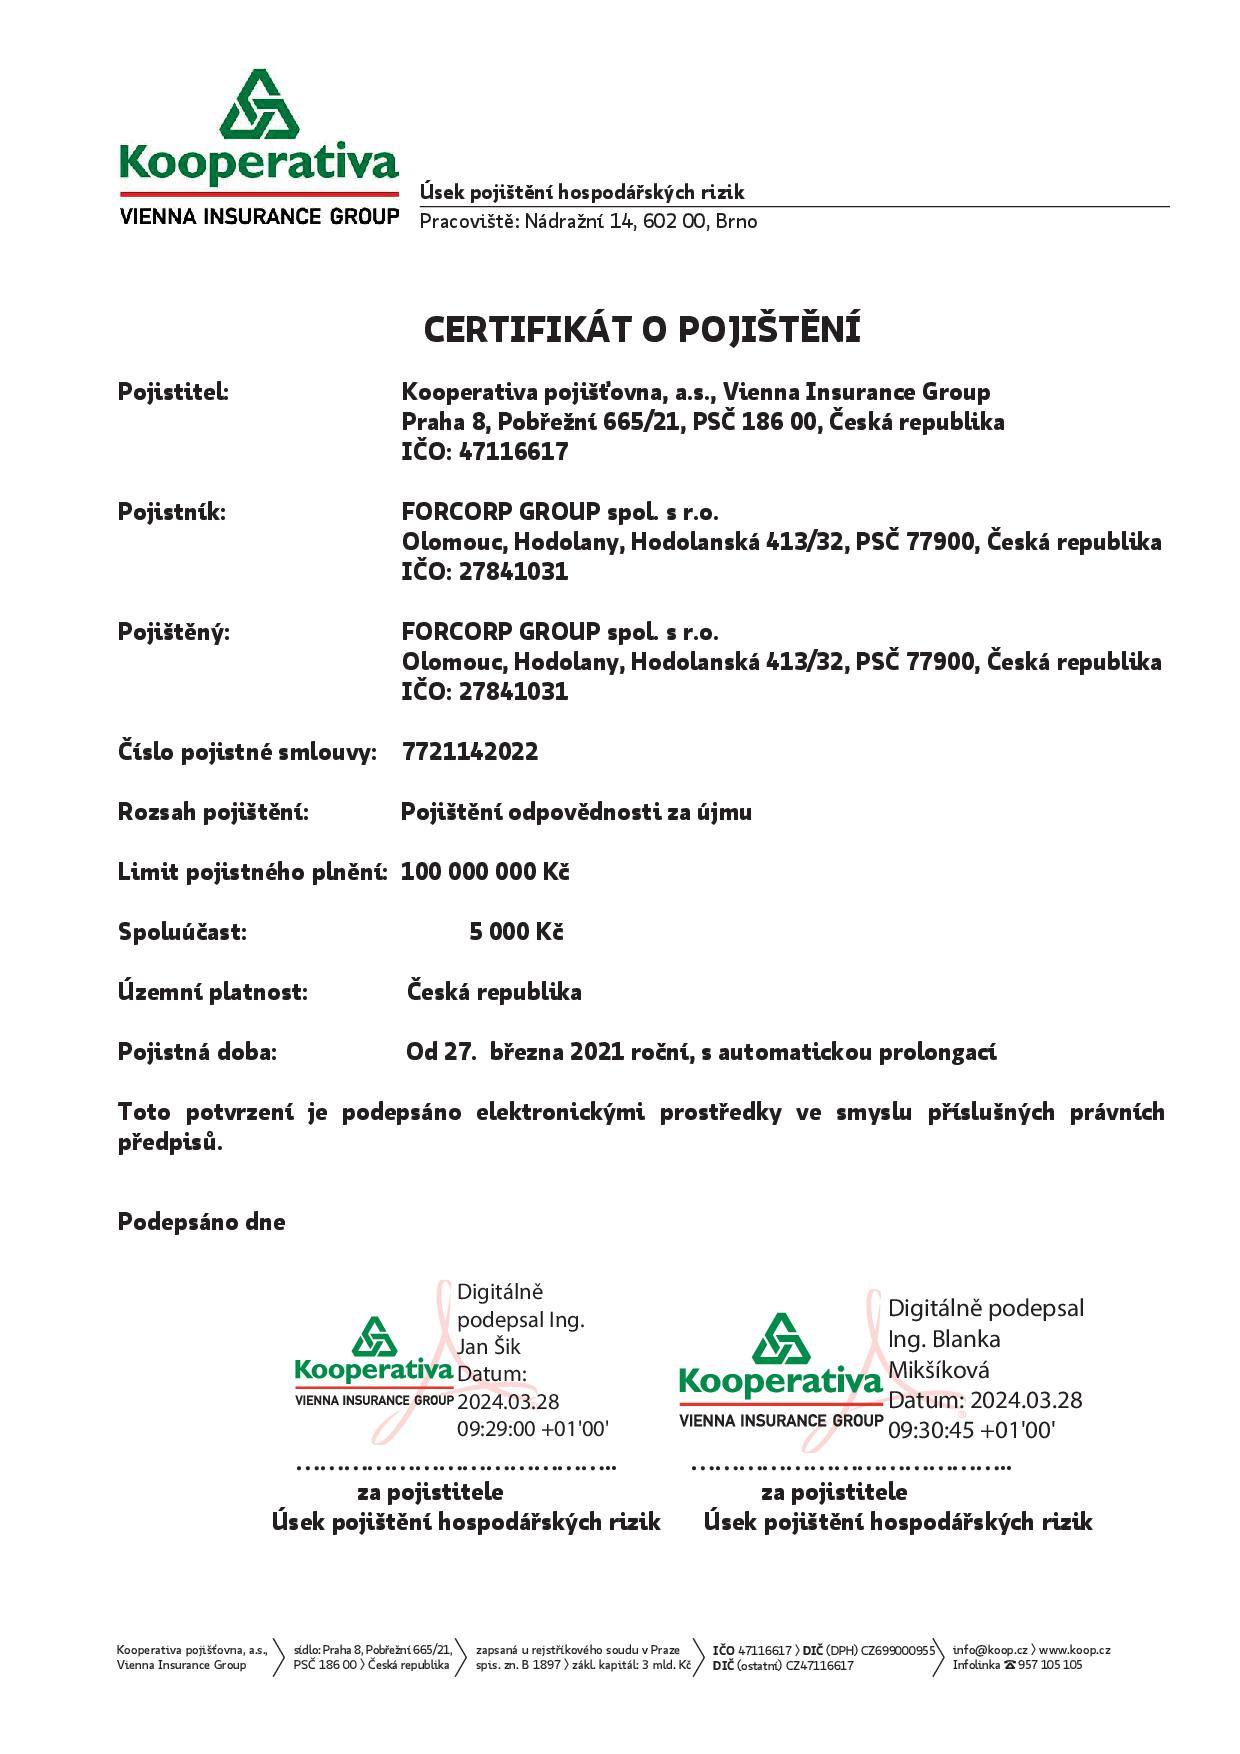 Kooperativa
VIENNA INSURANCE GROUP
Úsek pojištění hospodářských rizik
Pracoviště: Nádražní 14, 602 00, Brno
CERTIFIKÁT O POJIŠTĚNÍ
Pojistitel: Kooperativa pojišťovna, a.s., Vienna Insurance Group
Praha 8, Pobřežní 665/21, PSČ 186 00, Česká republika
IČO: 47116617
Pojistník: FORCORP GROUP spol. s r.o.
Olomouc, Hodolany, Hodolanská 413/32, PSČ 77900, Česká republika
IČO: 27841031
Pojištěný: FORCORP GROUP spol. s r.o.
Olomouc, Hodolany, Hodolanská 413/32, PSČ 77900, Česká republika
IČO: 27841031
Číslo pojistné smlouvy: 7721142022
Rozsah pojištění: Pojištění odpovědnosti za újmu
Limit pojistného plnění: 100 000 000 Kč
Spoluúčast: 5 000 Kč
Územní platnost: Česká republika
Pojistná doba: Od 27. března 2021 roční, s automatickou prolongací
Toto potvrzení je podepsáno elektronickými prostředky ve smyslu příslušných právních
předpisů.
Podepsáno dne
Kooperativa
VIENNA INSURANCE GROUP
Digitálně
podepsal Ing.
Jan Šik
Datum:
2024.03.28
09:29:00 +01'00'
Kooperativa
VIENNA INSURANCE GROUP
Digitálně podepsal
Ing. Blanka
Mikšíková
Datum: 2024.03.28
09:30:45 +01'00'
…………………………………….. ……………………………………..
za pojistitele za pojistitele
Úsek pojištění hospodářských rizik Úsek pojištění hospodářských rizik
Kooperativa pojišťovna, a.s.,
Vienna Insurance Group
sídlo: Praha 8, Pobřežní 665/21,
PSČ 186 00 〉 Česká republika
zapsaná u rejstříkového soudu v Praze
spis. zn. B 1897 〉 zákl. kapitál: 3 mld. Kč
IČO 47116617 〉 DIČ (DPH) CZ699000955
DIČ (ostatní) CZ47116617
info@koop.cz 〉 www.koop.cz
Infolinka ☎ 957 105 105